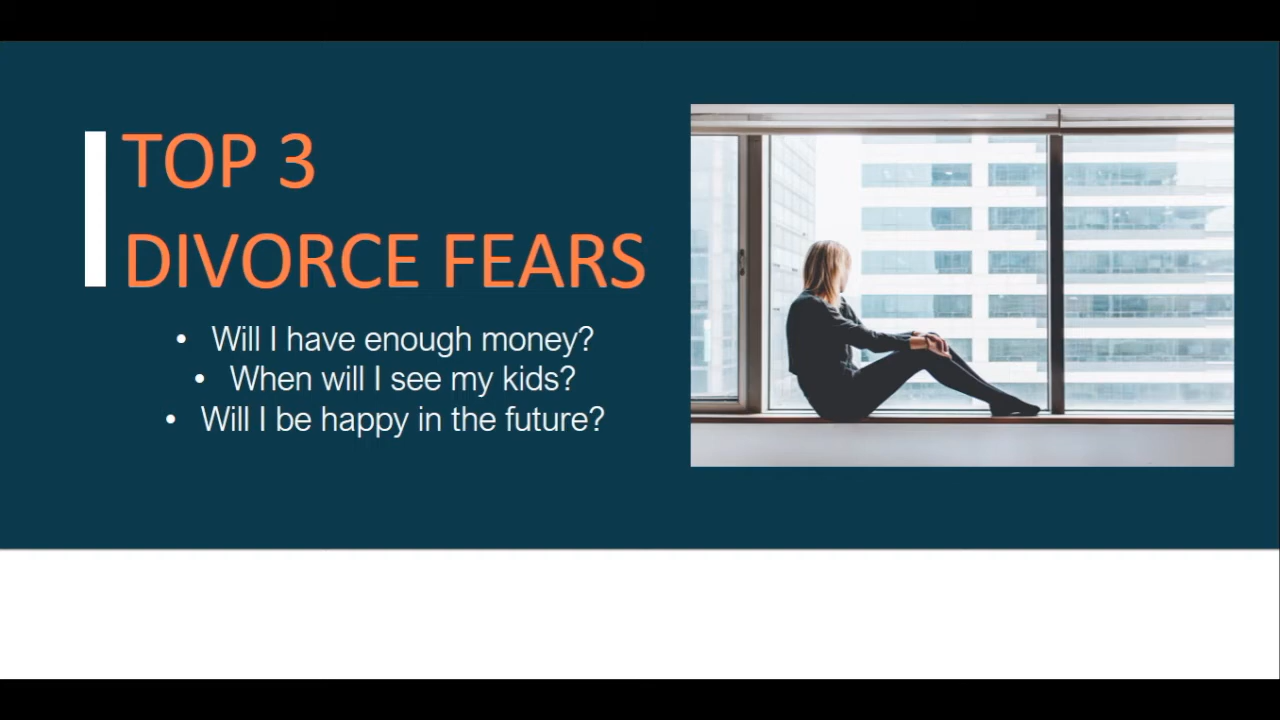 TOP 3
DIVORCE FEARS
• Will I have enough money?
• When will I see my kids?
• Will I be happy in the future?